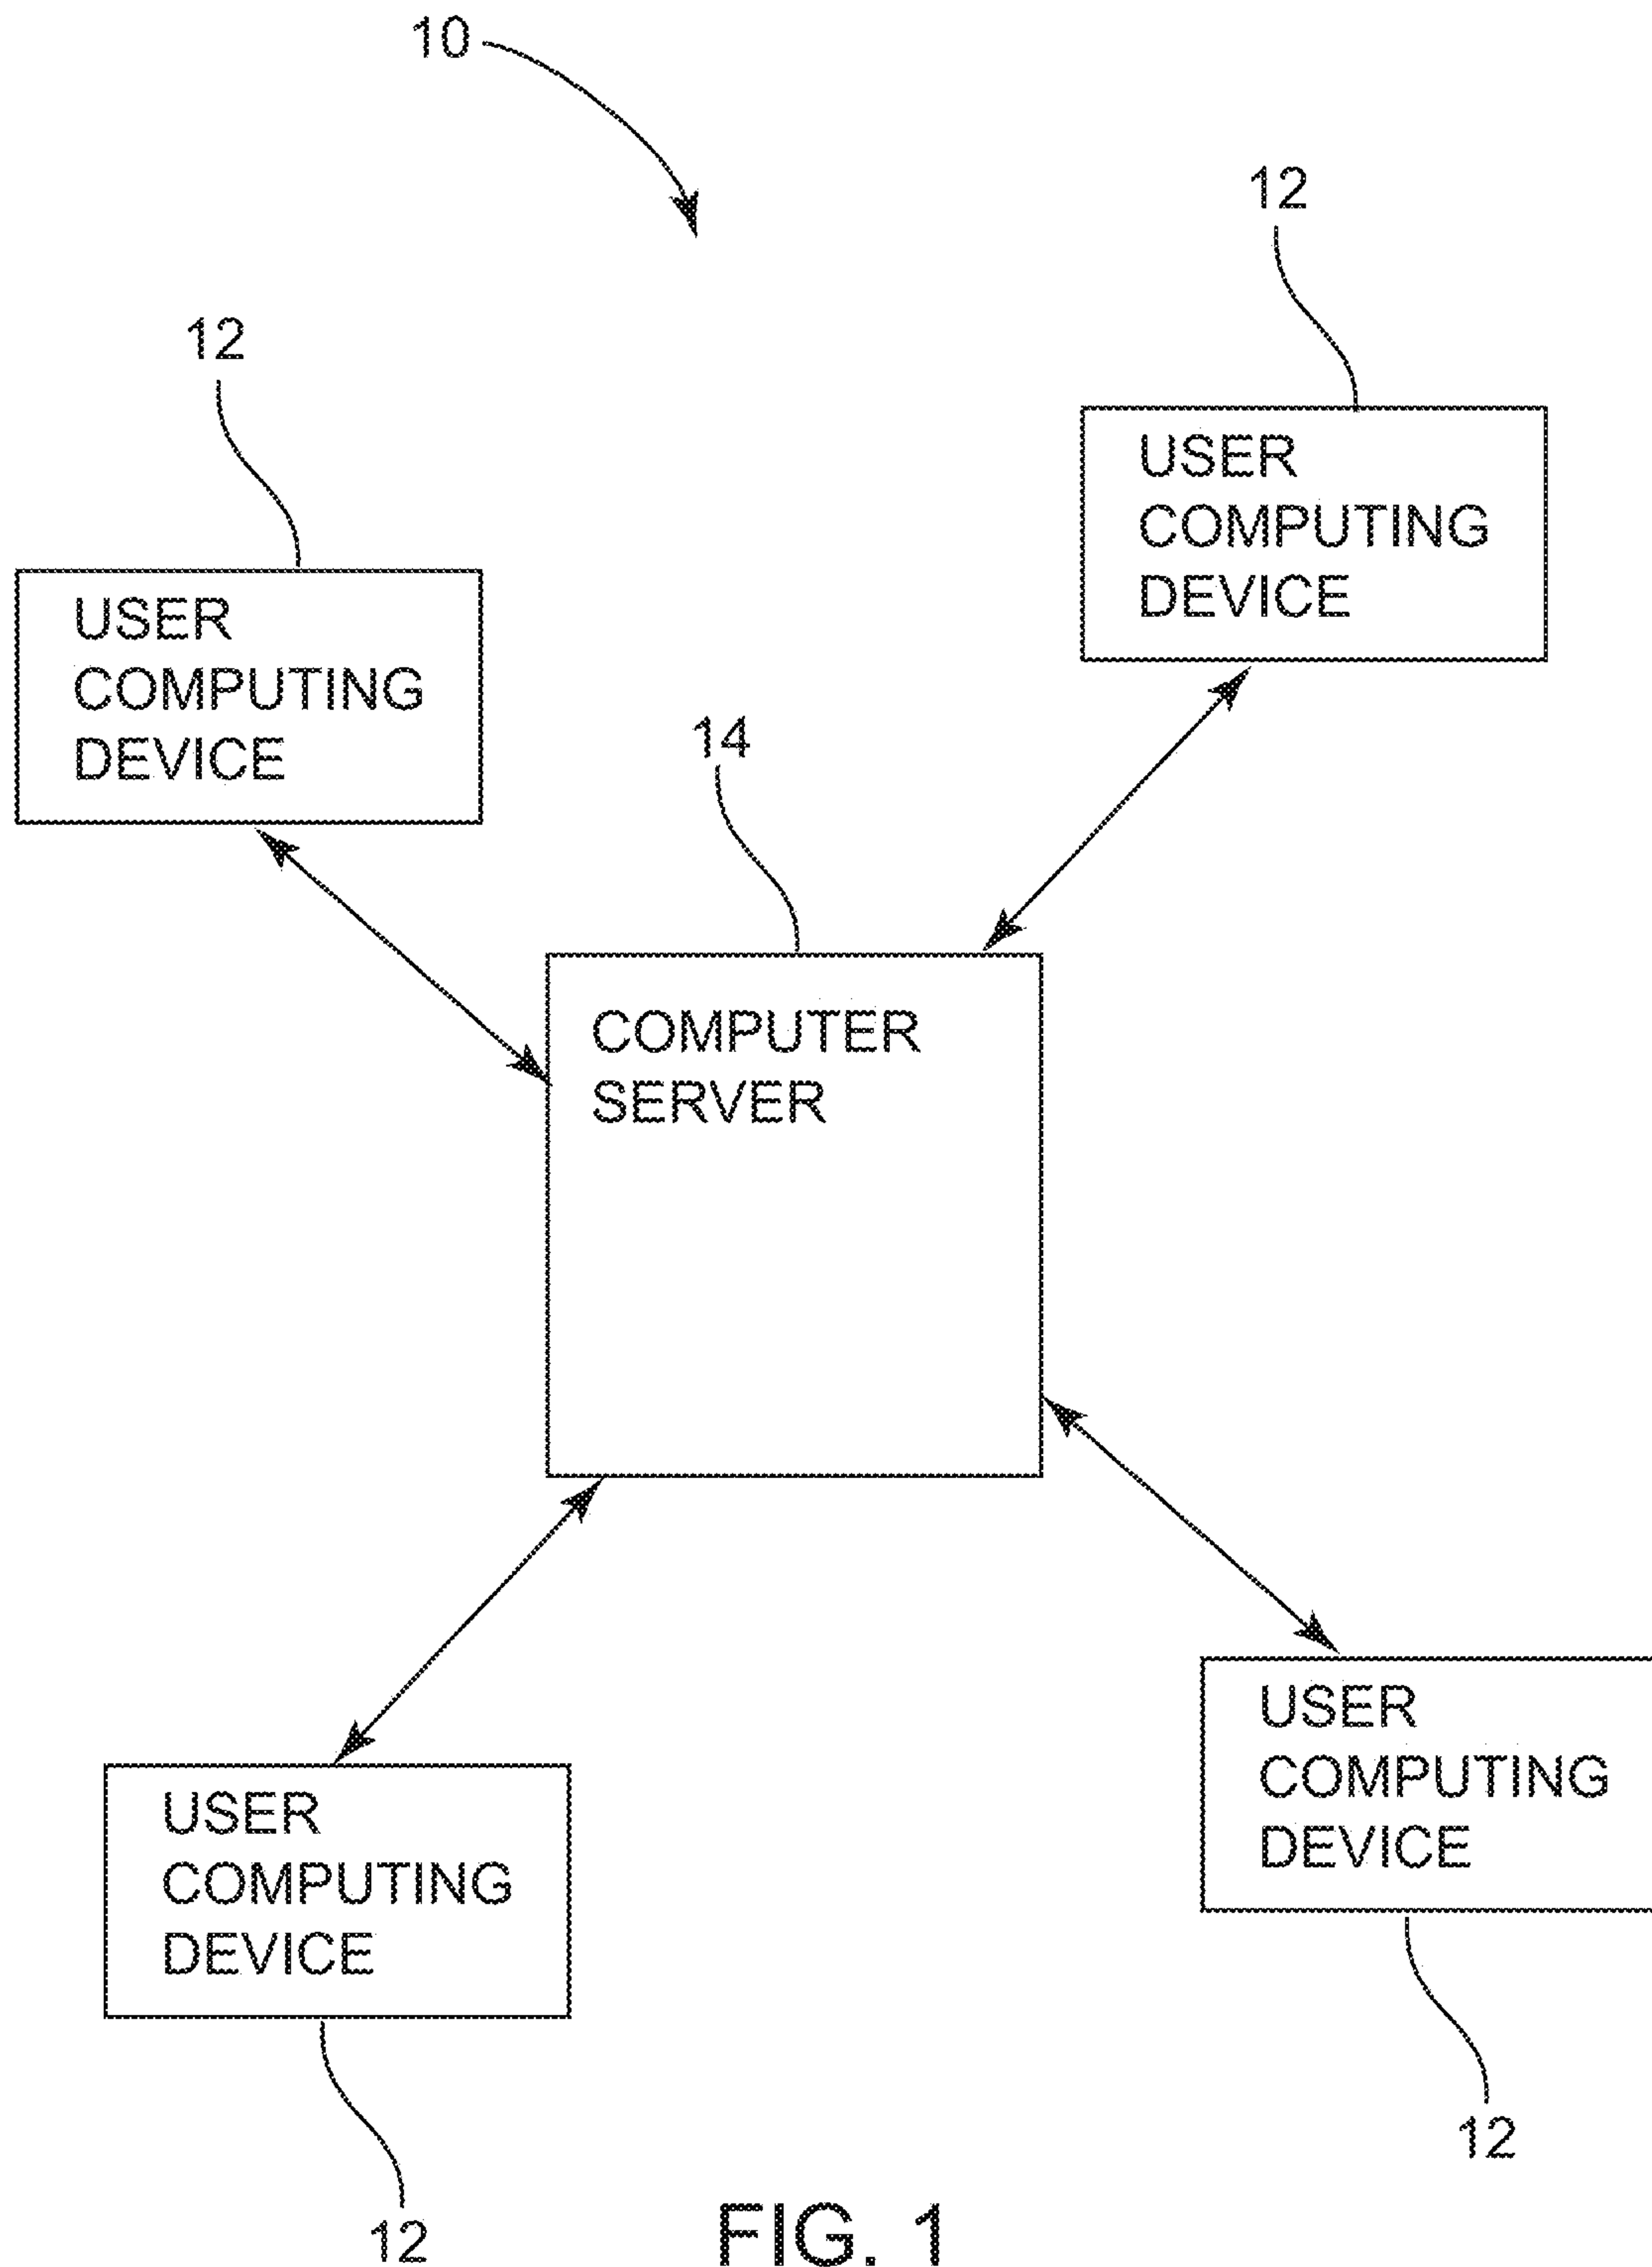 10
12
12
USER
COMPUTING
DEVICE
USER
COMPUTING
DEVICE
14
COMPUTER
SERVER
USER
COMPUTING
DEVICE
USER
COMPUTING
DEVICE
12
12
FIG. 1